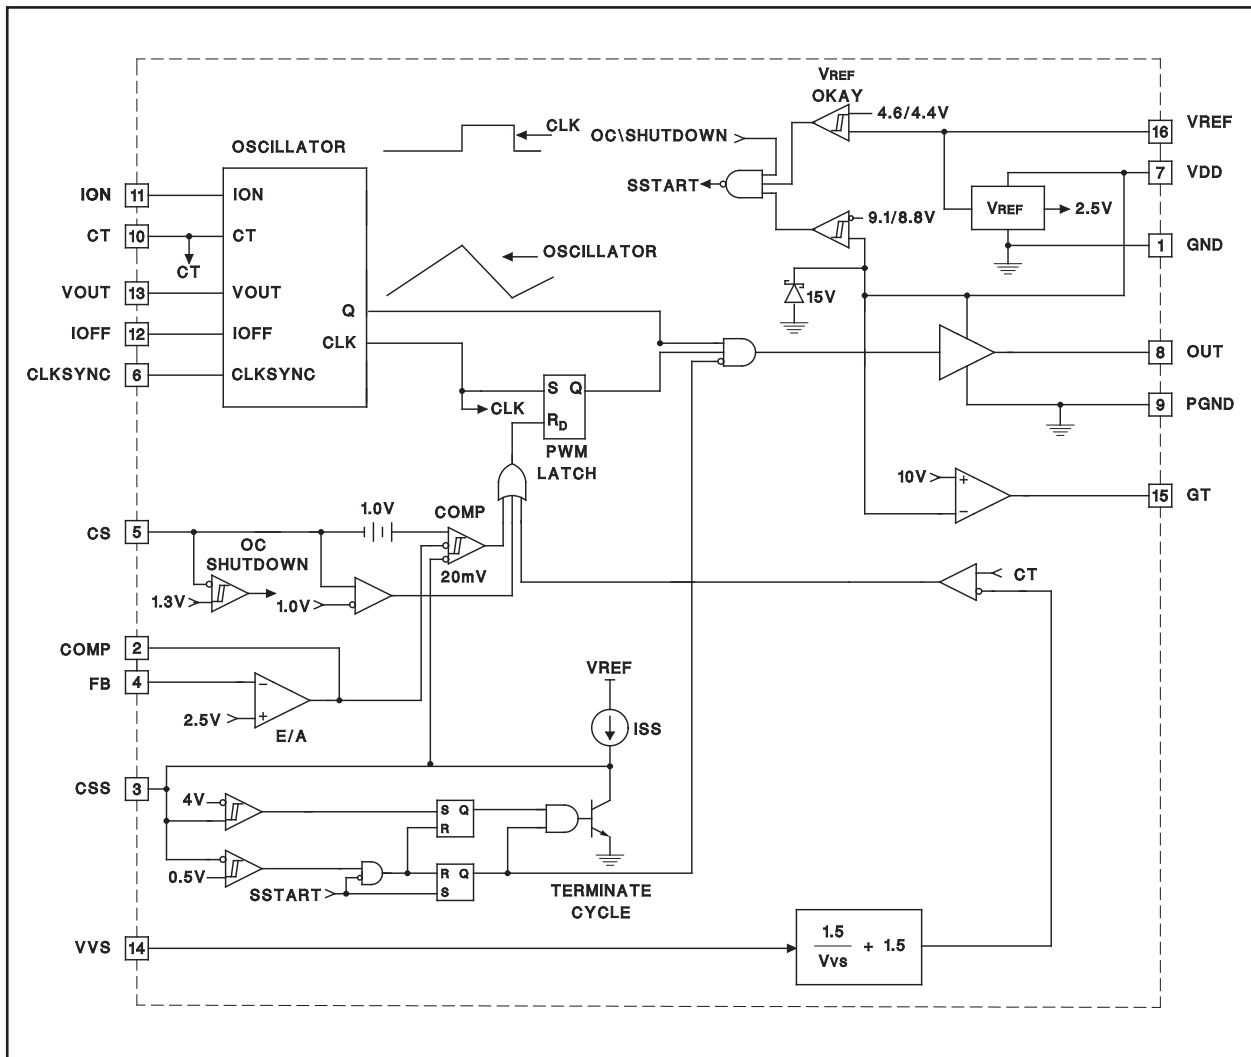 VREF
OKAY
4.6/4.4V
CLK
OC\SHUTDOWN
16
VREF
OSCILLATOR
7
VDD
SSTART
ION
11
ION
VREF
2.5V
9.1/8.8V
CT
10
CT
1
GND
CT
OSCILLATOR
VOUT
13
VOUT
15V
Q
IOFF
12
IOFF
CLK
8
OUT
CLKSYNC
6
CLKSYNC
S Q
CLK
RD
9
PGND
PWM
LATCH
10V
+
−
15
GT
1.0V
COMP
CS
5
OC
SHUTDOWN
20mV
CT
1.3V
1.0V
COMP
2
VREF
FB
4
−
2.5V
+
E/A
ISS
CSS
3
4V
S Q
R
0.5V
R Q
S
SSTART
TERMINATE
CYCLE
VVS
14
1.5
VVS
+ 1.5